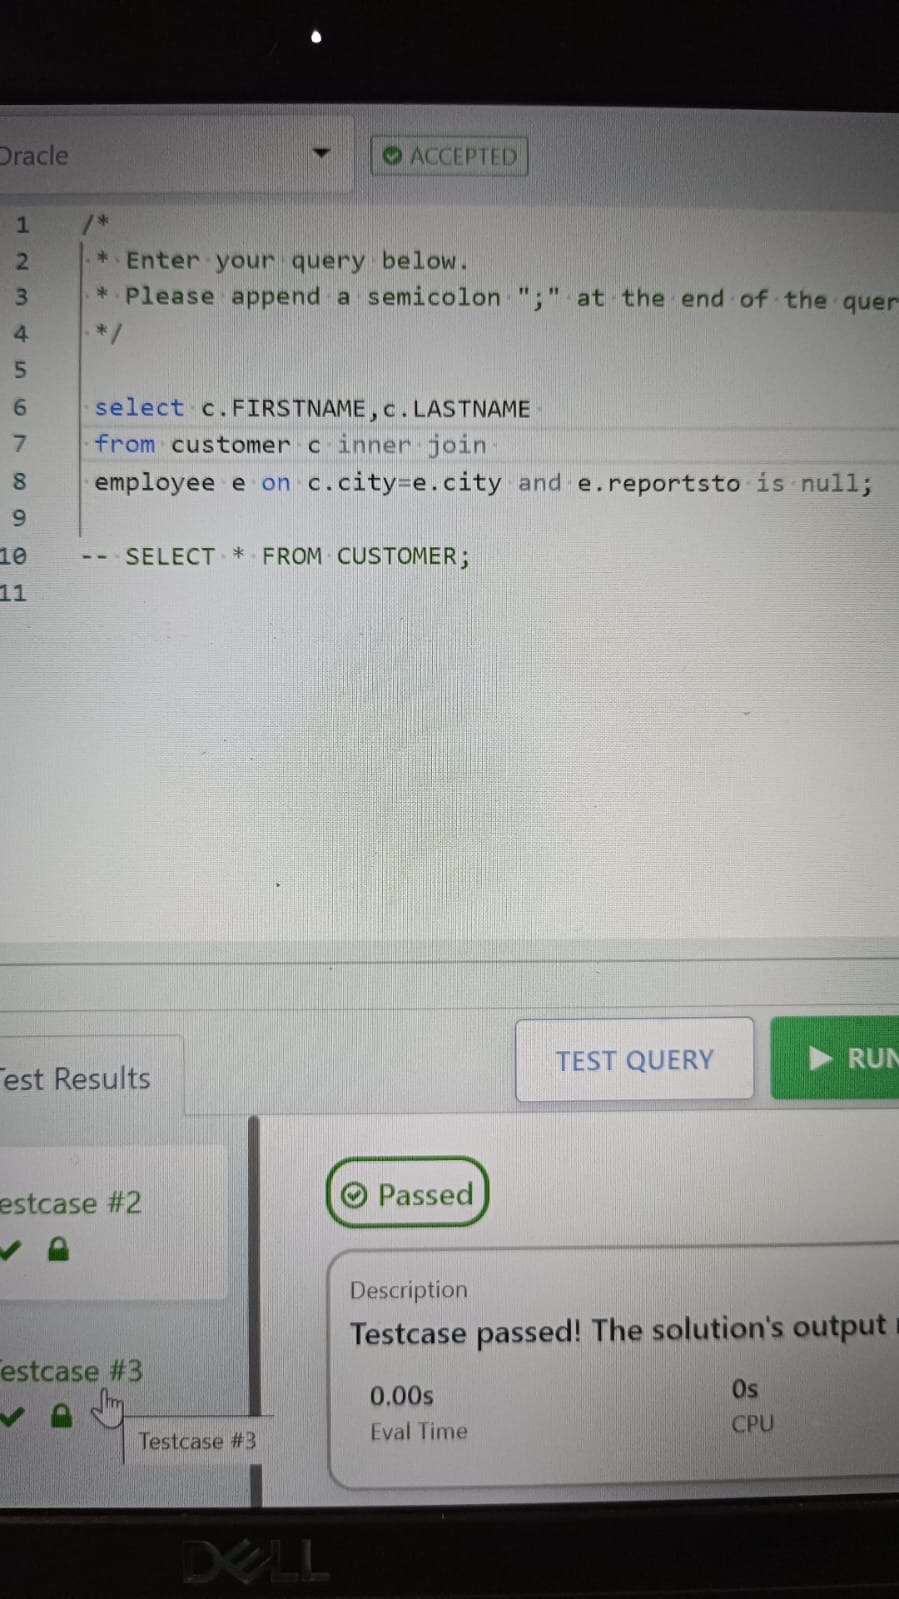 Oracle
ACCEPTED
1 /*
2 * Enter your query below.
3 * Please append a semicolon ";" at the end of the quer
4 */
5
6 select c.FIRSTNAME,c.LASTNAME
7 from customer c inner join
8 employee e on c.city=e.city and e.reportsto is null;
9
10 -- SELECT * FROM CUSTOMER;
11
TEST QUERY
RUN
Test Results
estcase #2
Passed
Description
Testcase passed! The solution's output
estcase #3
0.00s
0s
Eval Time
CPU
Testcase #3
DELL